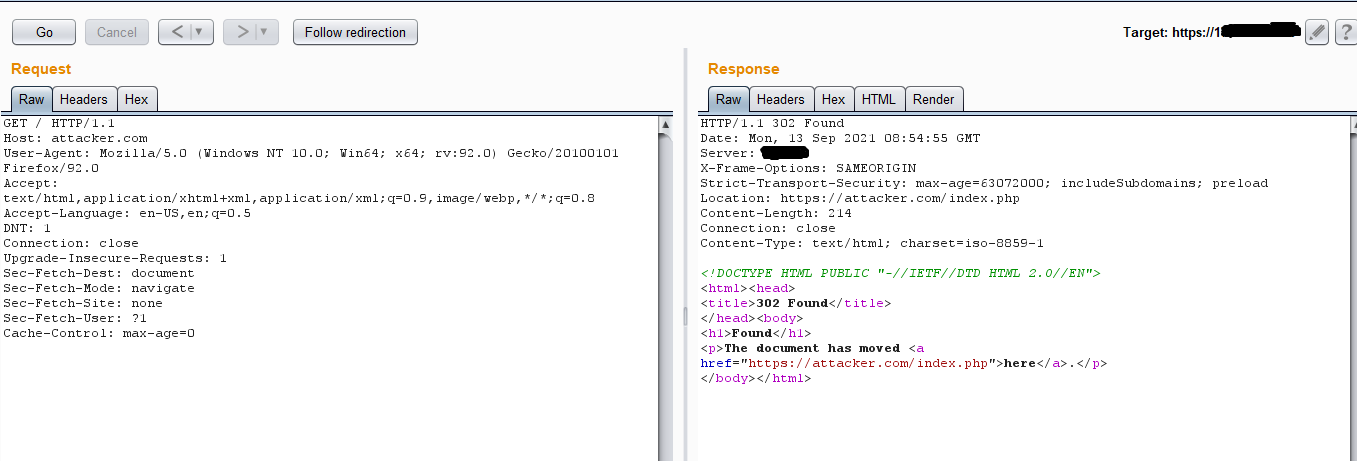 Go
Cancel
< | ▼
> | ▼
Follow redirection
Target: https://1
?
Request
Raw
Headers
Hex
GET / HTTP/1.1
Host: attacker.com
User-Agent: Mozilla/5.0 (Windows NT 10.0; Win64; x64; rv:92.0) Gecko/20100101
Firefox/92.0
Accept:
text/html,application/xhtml+xml,application/xml;q=0.9,image/webp,*/*;q=0.8
Accept-Language: en-US,en;q=0.5
DNT: 1
Connection: close
Upgrade-Insecure-Requests: 1
Sec-Fetch-Dest: document
Sec-Fetch-Mode: navigate
Sec-Fetch-Site: none
Sec-Fetch-User: ?1
Cache-Control: max-age=0
Response
Raw
Headers
Hex
HTML
Render
HTTP/1.1 302 Found
Date: Mon, 13 Sep 2021 08:54:55 GMT
Server:
X-Frame-Options: SAMEORIGIN
Strict-Transport-Security: max-age=63072000; includeSubdomains; preload
Location: https://attacker.com/index.php
Content-Length: 214
Connection: close
Content-Type: text/html; charset=iso-8859-1
<!DOCTYPE HTML PUBLIC "-//IETF//DTD HTML 2.0//EN">
<html><head>
<title>302 Found</title>
</head><body>
<h1>Found</h1>
<p>The document has moved <a
href="https://attacker.com/index.php">here</a>.</p>
</body></html>